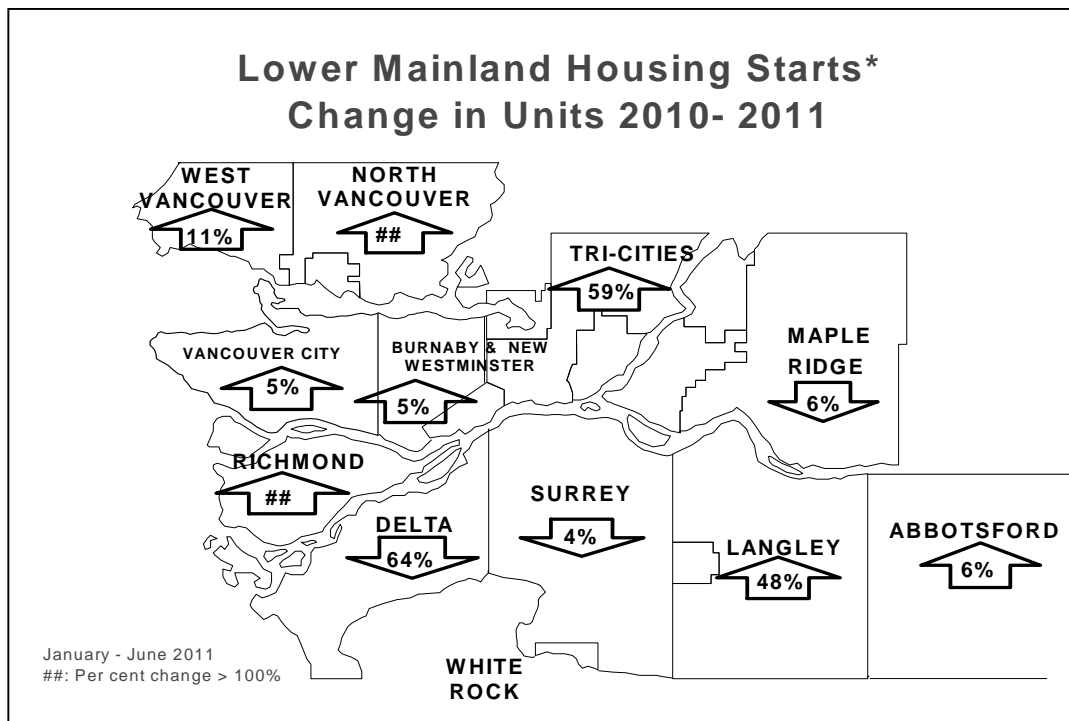 Lower Mainland Housing Starts*
Change in Units 2010- 2011
WEST
VANCOUVER
11%
NORTH
VANCOUVER
##
TRI-CITIES
59%
VANCOUVER CITY
5%
BURNABY & NEW
WESTMINSTER
5%
MAPLE
RIDGE
6%
RICHMOND
##
DELTA
64%
SURREY
4%
LANGLEY
48%
ABBOTSFORD
6%
WHITE
ROCK
January - June 2011
##: Per cent change > 100%